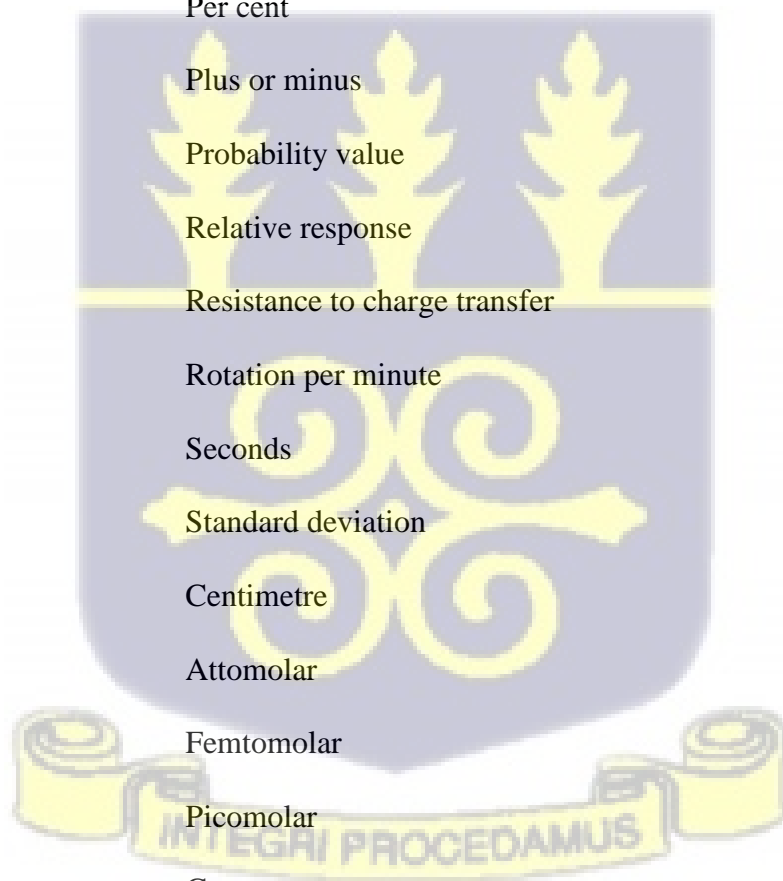 Per cent
Plus or minus
Probability value
Relative response
Resistance to charge transfer
Rotation per minute
Seconds
Standard deviation
Centimetre
Attomolar
Femtomolar
Picomolar
INTEGRI PROCEDAMUS